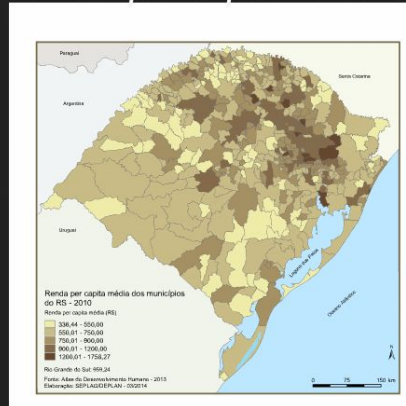 Paraguai
Santa Catarina
Argentina
Uruguai
Laguna dos Patos
Oceano Atlântico
Renda per capita média dos municípios
do RS - 2010
Renda per capita média (R$)
336,44 - 550,00
550,01 - 750,00
750,01 - 900,00
900,01 - 1200,00
1200,01 - 1758,27
Rio Grande do Sul: 959,24
Fonte: Atlas do Desenvolvimento Humano - 2013
Elaboração: SEPLAG/DEPLAN - 03/2014
N
0 75 150 km